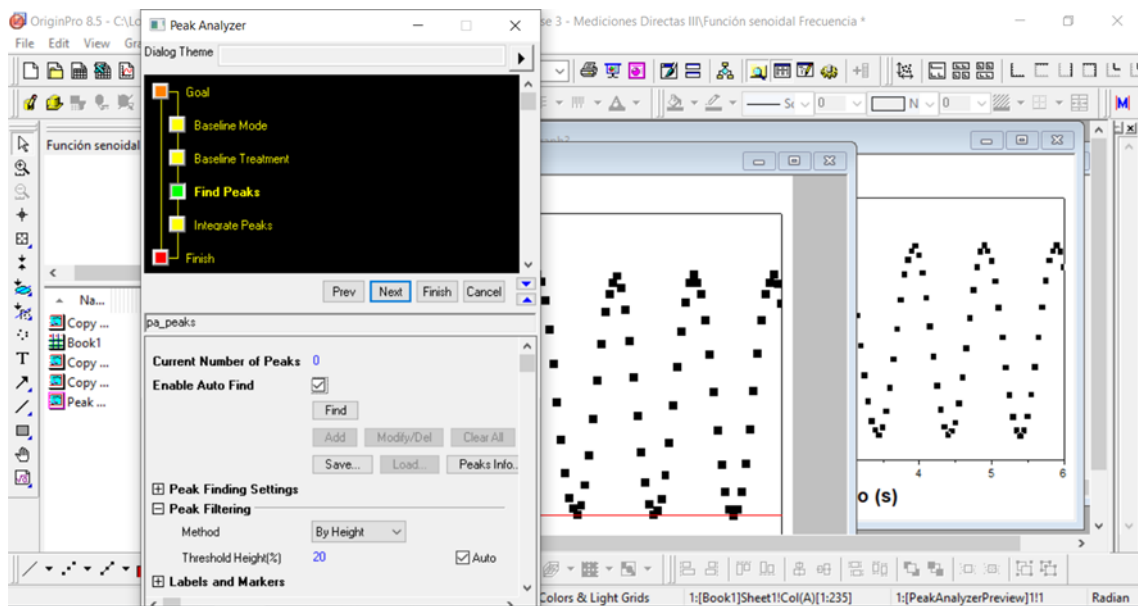 OriginPro 8.5 - C:\Lo
se 3 - Mediciones Directas III\Función senoidal Frecuencia *
File Edit View Gra
Peak Analyzer
Dialog Theme
Goal
Baseline Mode
Baseline Treatment
Find Peaks
Integrate Peaks
Finish
Prev Next Finish Cancel
pa_peaks
Current Number of Peaks 0
Enable Auto Find
Find
Add Modify/Del Clear All
Save... Load... Peaks Info..
Peak Finding Settings
Peak Filtering
Method By Height
Threshold Height(%) 20 Auto
Labels and Markers
Función senoidal
Na...
Copy ...
Book1
Copy ...
Copy ...
Peak ...
0 N 0
M
4 5 6
o (s)
Colors & Light Grids 1:[Book1]Sheet1!Col(A)[1:235] 1:[PeakAnalyzerPreview]1!1 Radian